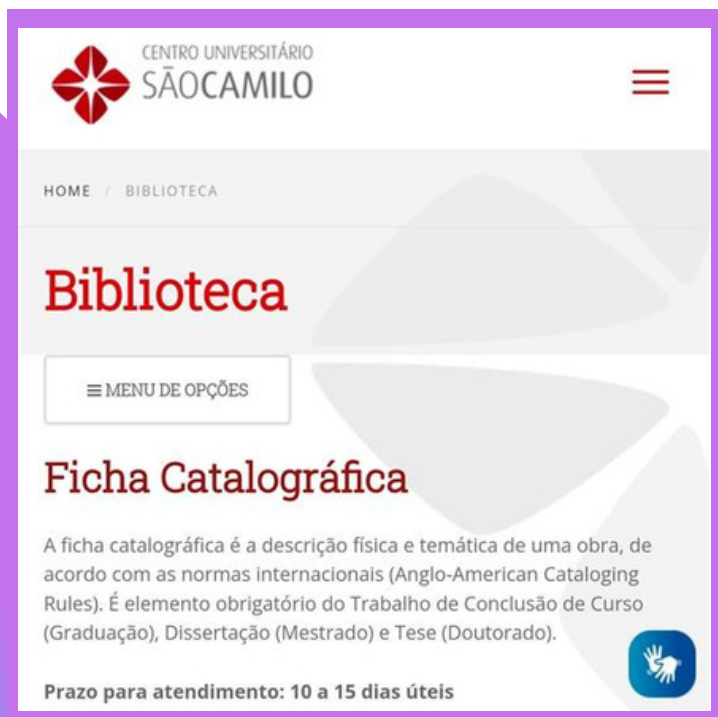 CENTRO UNIVERSITÁRIO
SÃOCAMILO
HOME / BIBLIOTECA
Biblioteca
≡ MENU DE OPÇÕES
Ficha Catalográfica
A ficha catalográfica é a descrição física e temática de uma obra, de
acordo com as normas internacionais (Anglo-American Cataloging
Rules). É elemento obrigatório do Trabalho de Conclusão de Curso
(Graduação), Dissertação (Mestrado) e Tese (Doutorado).
Prazo para atendimento: 10 a 15 dias úteis